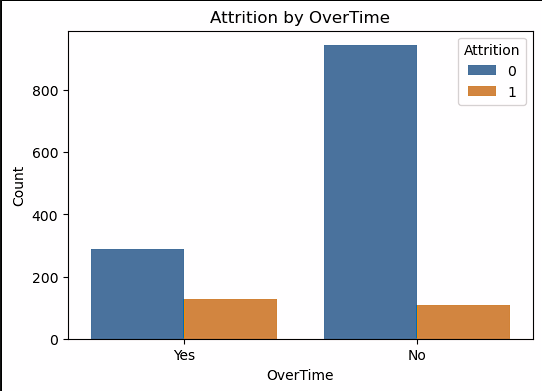 Attrition by OverTime
Attrition
0
1
800
600
400
200
0
Count
Yes
No
OverTime